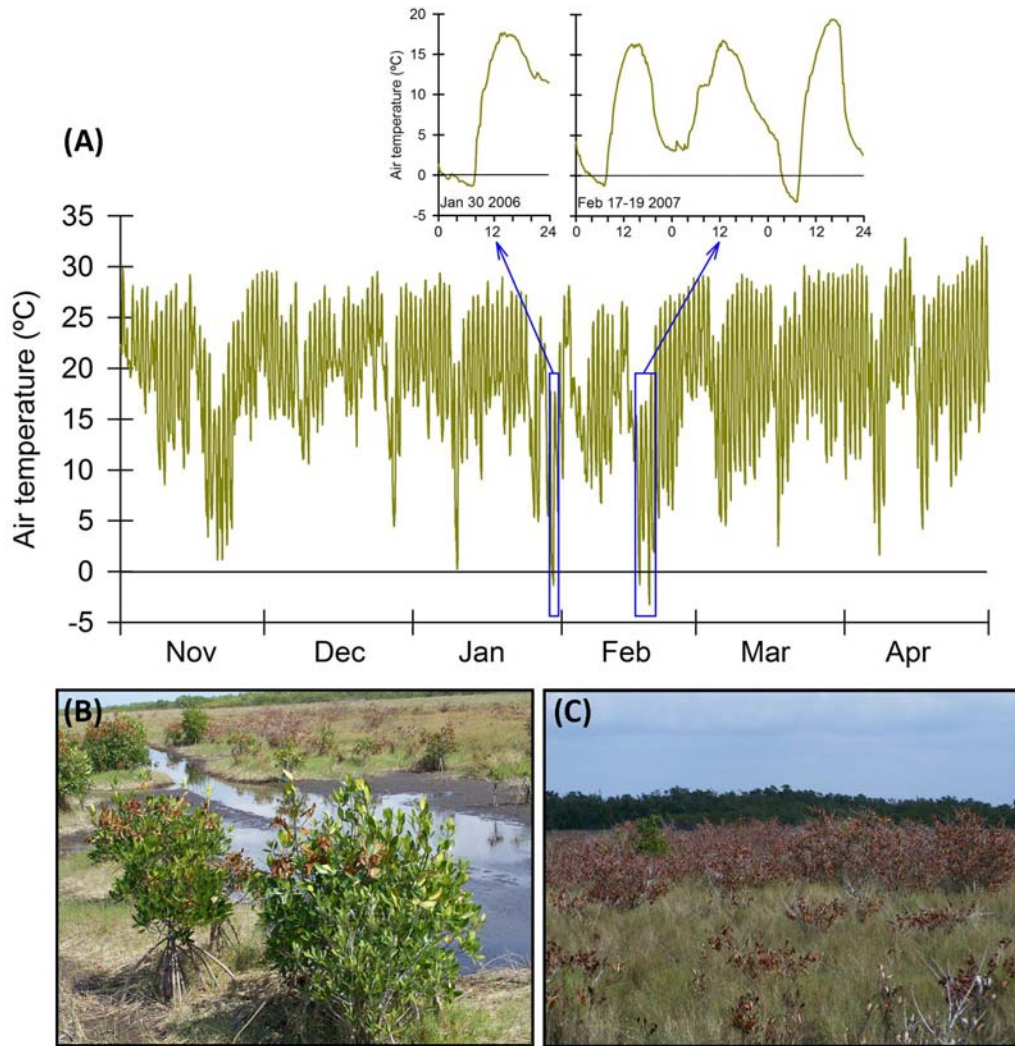 20
15
10
5
0
-5
Air temperature (ºC)
Jan 30 2006
Feb 17-19 2007
0 12 24
0 12 0 12 0 12 24
(A)
35
30
25
20
15
10
5
0
-5
Air temperature (ºC)
Nov Dec Jan Feb Mar Apr
(B)
(C)